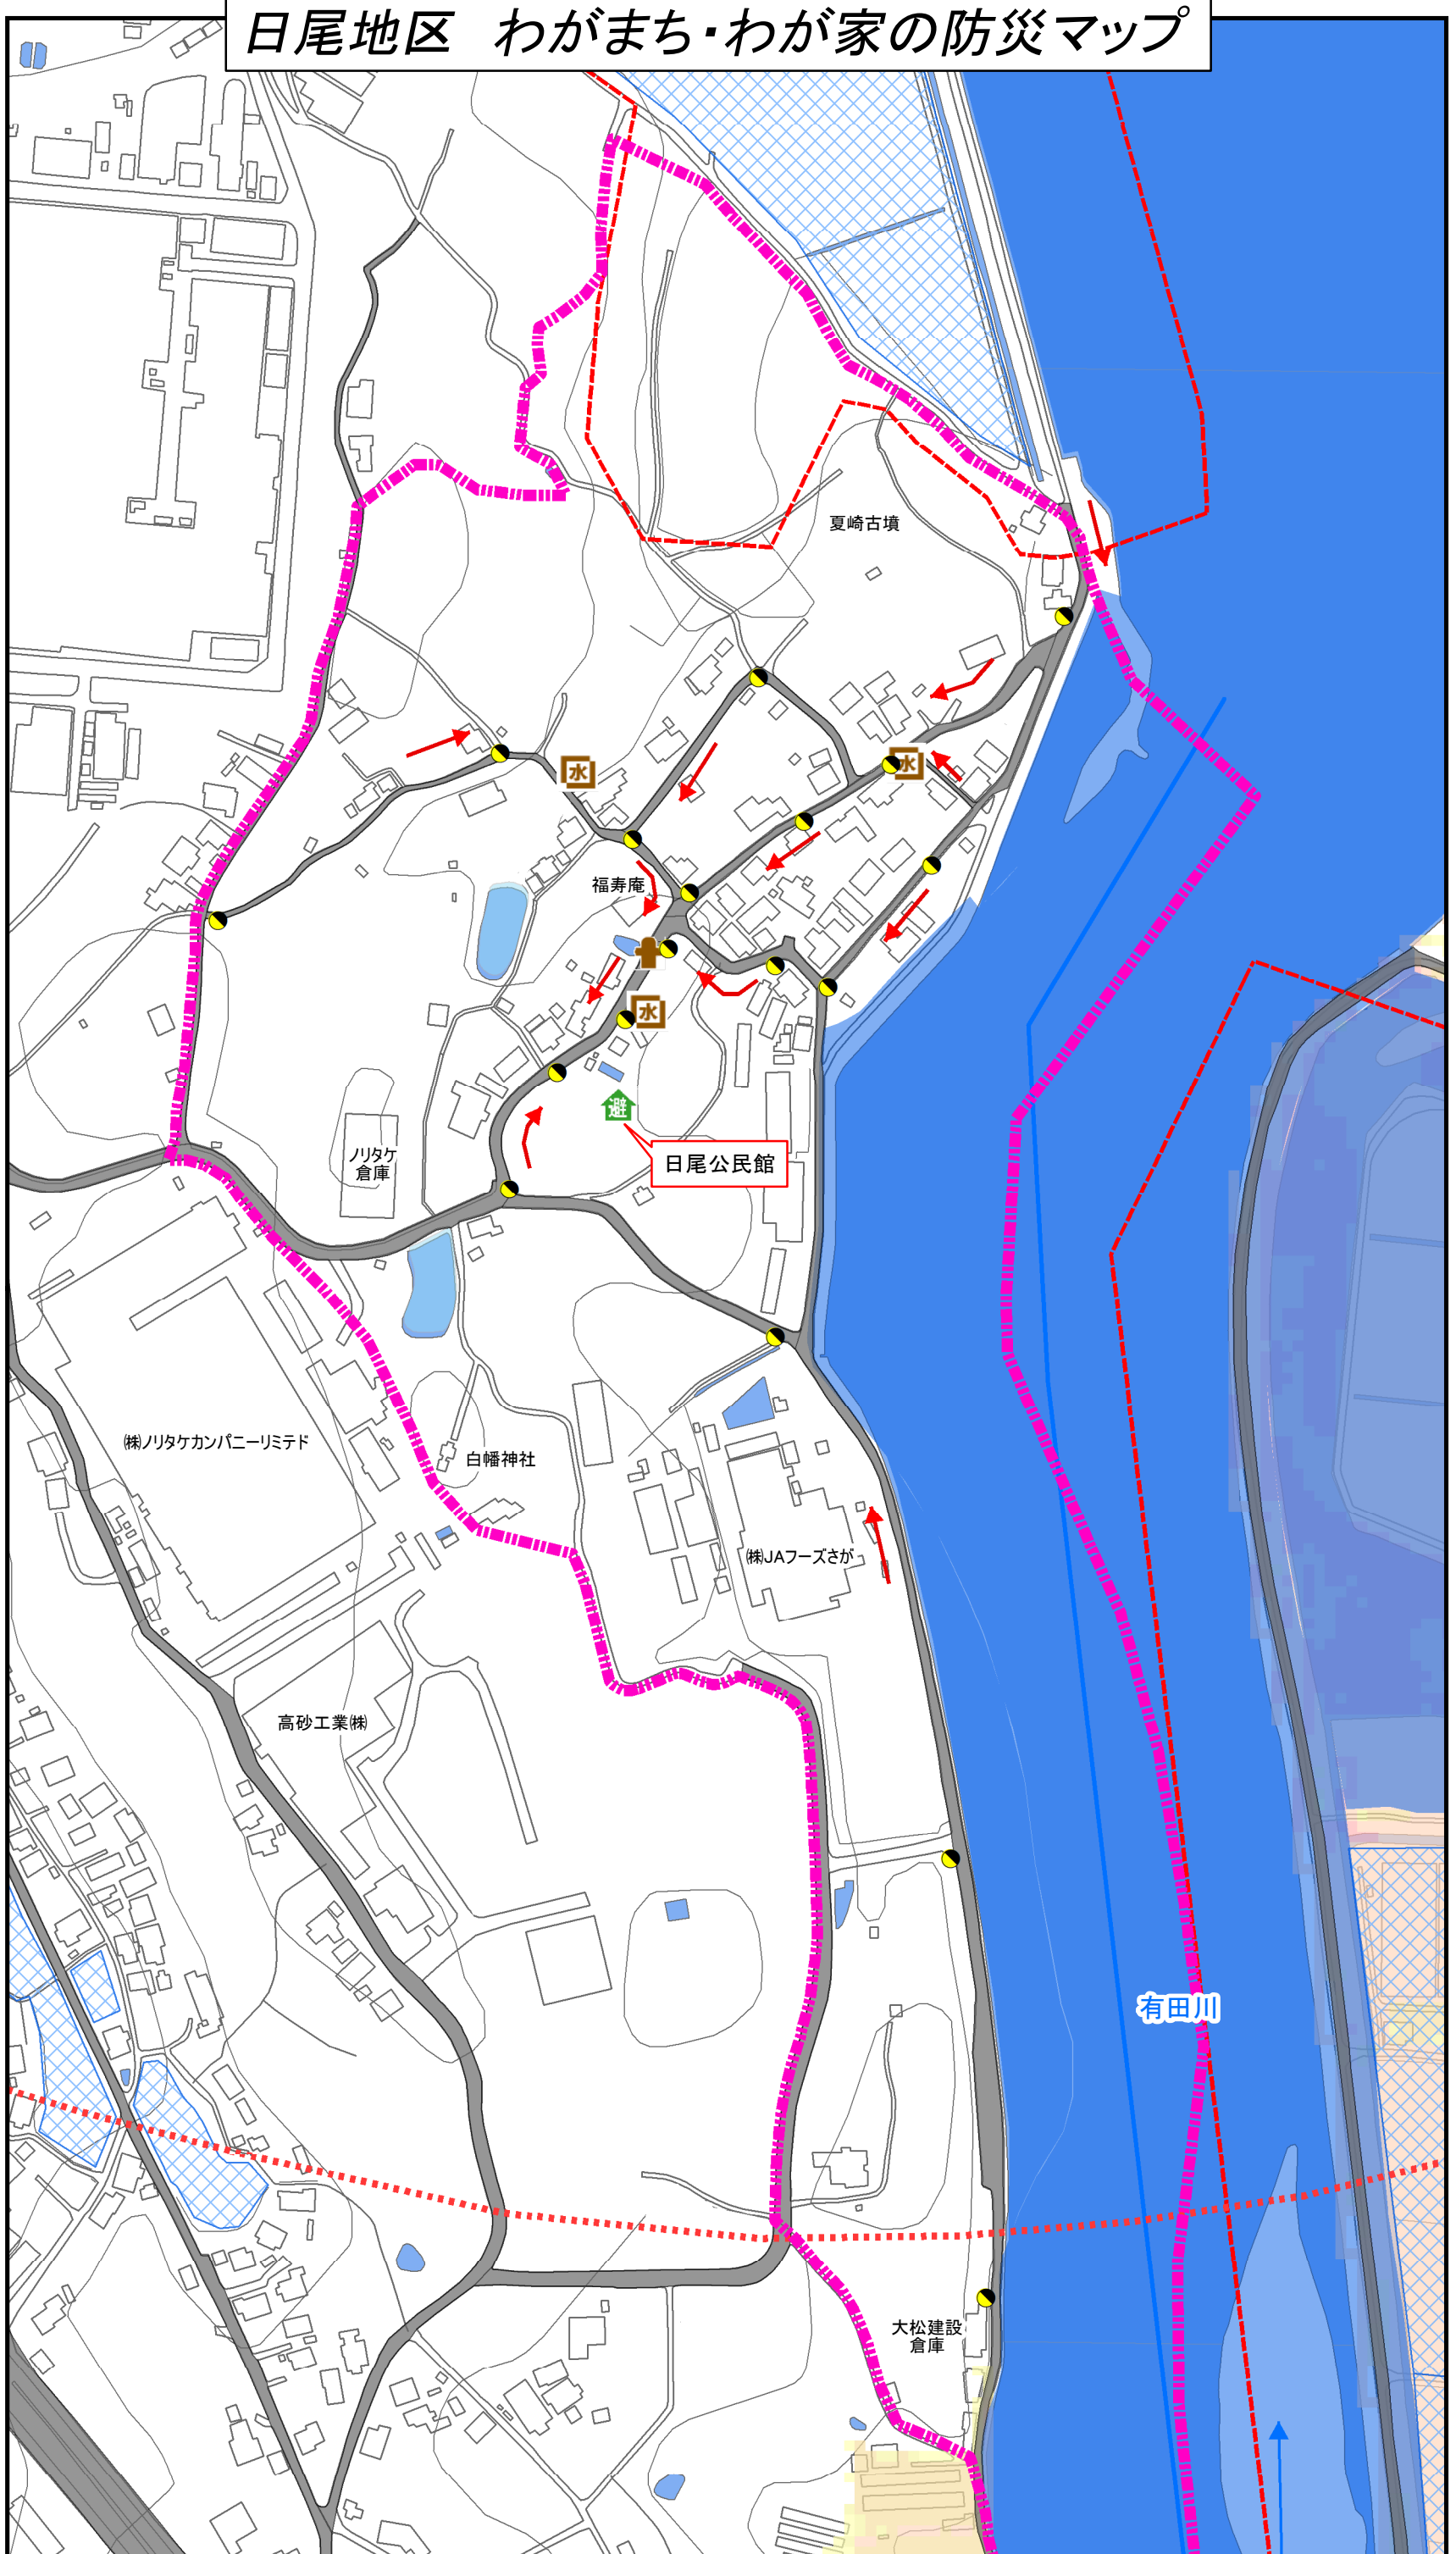 日尾地区　わがまち・わが家の防災マップ
夏崎古墳
水
水
福寿庵
水
避
日尾公民館
ノリタケ
倉庫
㈱ノリタケカンパニーリミテド
白幡神社
㈱JAフーズさが
高砂工業㈱
有田川
大松建設
倉庫